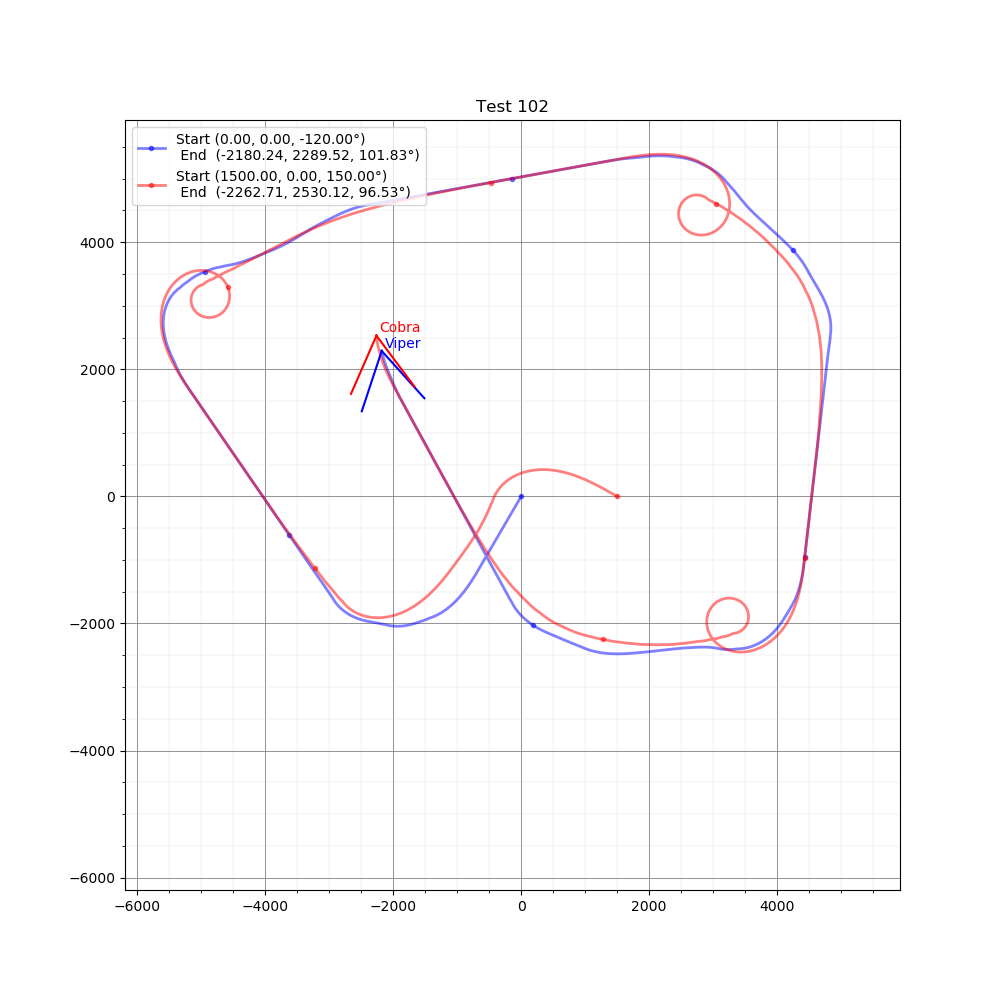 Test 102
Start (0.00, 0.00, -120.00°)
End  (-2180.24, 2289.52, 101.83°)
Start (1500.00, 0.00, 150.00°)
End  (-2262.71, 2530.12, 96.53°)
4000
2000
0
−2000
−4000
−6000
Cobra
Viper
−6000
−4000
−2000
0
2000
4000